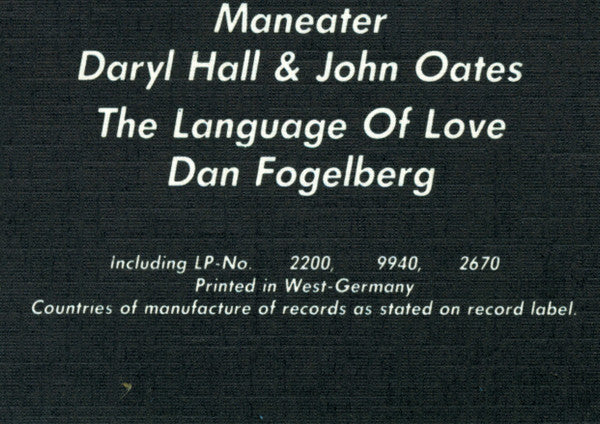 Maneater
Daryl Hall & John Oates
The Language Of Love
Dan Fogelberg
including LP-No. 2200, 9940, 2670
Printed in West-Germany
Countries of manufacture of records as stated on record label.